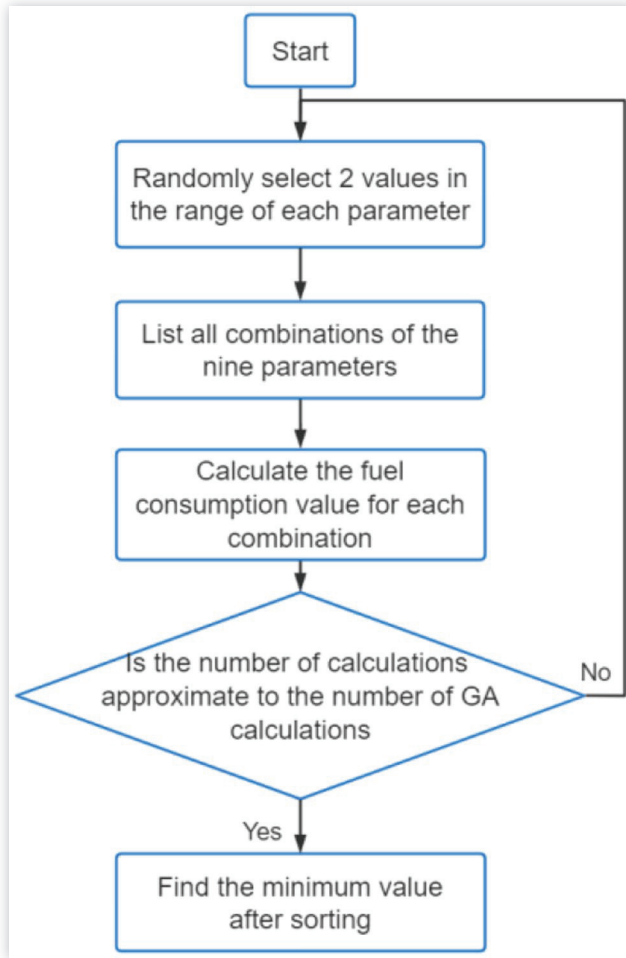 Start
Randomly select 2 values in
the range of each parameter
List all combinations of the
nine parameters
Calculate the fuel
consumption value for each
combination
Is the number of calculations
approximate to the number of GA
calculations
No
Yes
Find the minimum value
after sorting